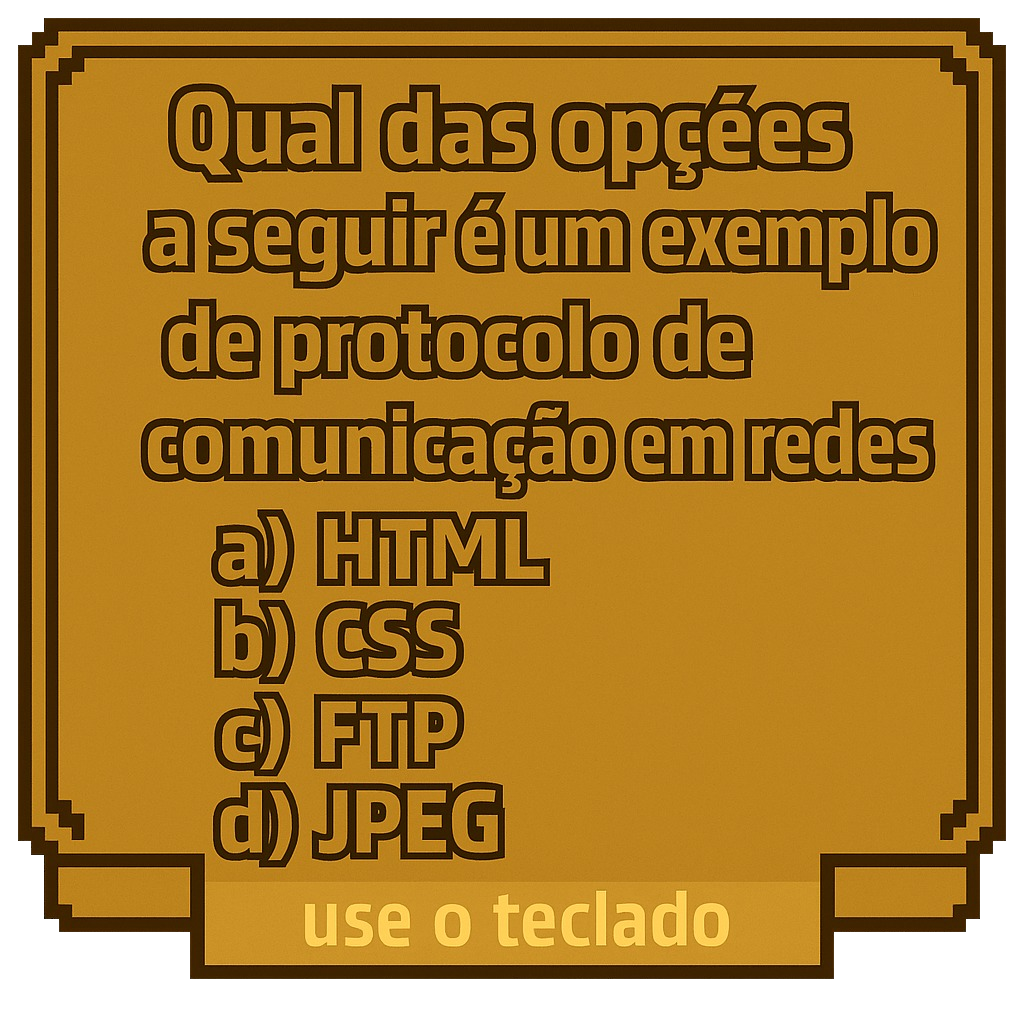 Qual das opçées
a seguir é um exemplo
de protocolo de
comunicação em redes
a) HTML
b) CSS
c) FTP
d) JPEG
use o teclado